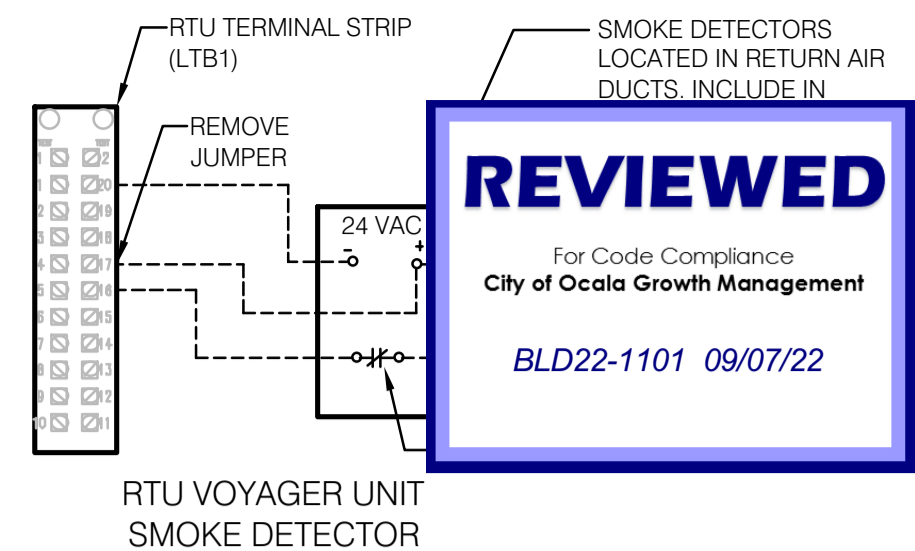 RTU TERMINAL STRIP
(LTB1)
SMOKE DETECTORS
LOCATED IN RETURN AIR
DUCTS. INCLUDE IN
REMOVE
JUMPER
TEST TEST
1 12
1 20
2 19
3 18
4 17
5 16
6 15
7 14
8 13
9 12
10 11
24 VAC
- +
REVIEWED
For Code Compliance
City of Ocala Growth Management
BLD22-1101 09/07/22
RTU VOYAGER UNIT
SMOKE DETECTOR